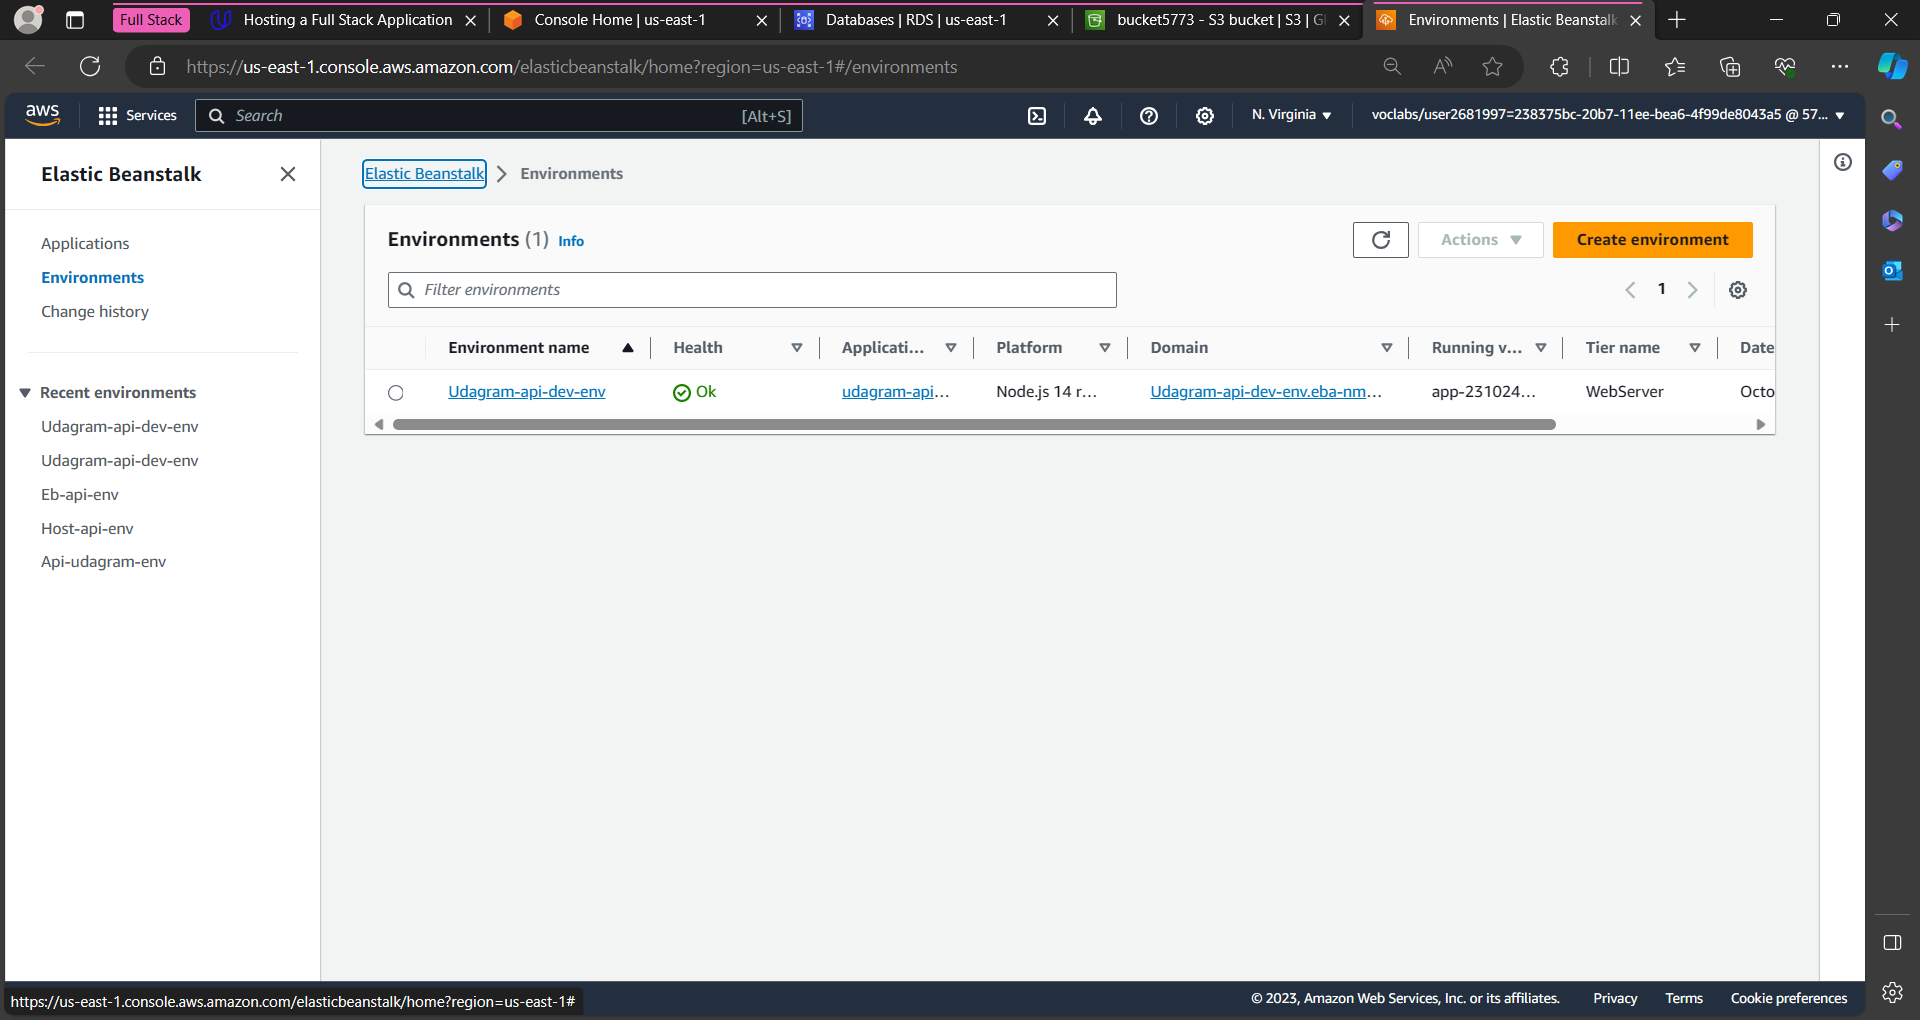 Full Stack
Hosting a Full Stack Application
Console Home | us-east-1
Databases | RDS | us-east-1
bucket5773 - S3 bucket | S3 | Gl
Environments | Elastic Beanstalk
https://us-east-1.console.aws.amazon.com/elasticbeanstalk/home?region=us-east-1#/environments
aws
Services
Search
[Alt+S]
N. Virginia
voclabs/user2681997=238375bc-20b7-11ee-bea6-4f99de8043a5 @ 57...
Elastic Beanstalk
Applications
Environments
Change history
Recent environments
Udagram-api-dev-env
Udagram-api-dev-env
Eb-api-env
Host-api-env
Api-udagram-env
Elastic Beanstalk
Environments
Environments (1) Info
Actions
Create environment
Filter environments
1
Environment name
Health
Applicati...
Platform
Domain
Running v...
Tier name
Date
Udagram-api-dev-env
Ok
udagram-api...
Node.js 14 r...
Udagram-api-dev-env.eba-nm...
app-231024...
WebServer
Octo
https://us-east-1.console.aws.amazon.com/elasticbeanstalk/home?region=us-east-1#
© 2023, Amazon Web Services, Inc. or its affiliates.
Privacy
Terms
Cookie preferences